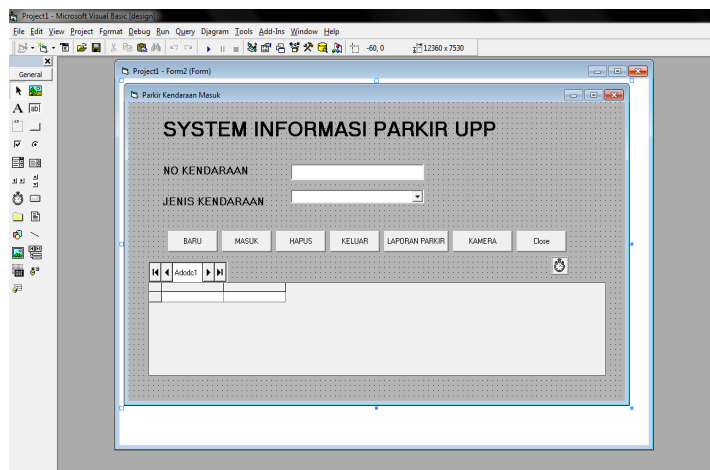 Project1 - Microsoft Visual Basic [design]
File Edit View Project Format Debug Run Query Diagram Tools Add-Ins Window Help
-60, 0 12360 x 7530
General
Project1 - Form2 (Form)
Parkir Kendaraan Masuk
A ab|
SYSTEM INFORMASI PARKIR UPP
NO KENDARAAN
JENIS KENDARAAN
BARU MASUK HAPUS KELUAR LAPORAN PARKIR KAMERA Close
Adodc1